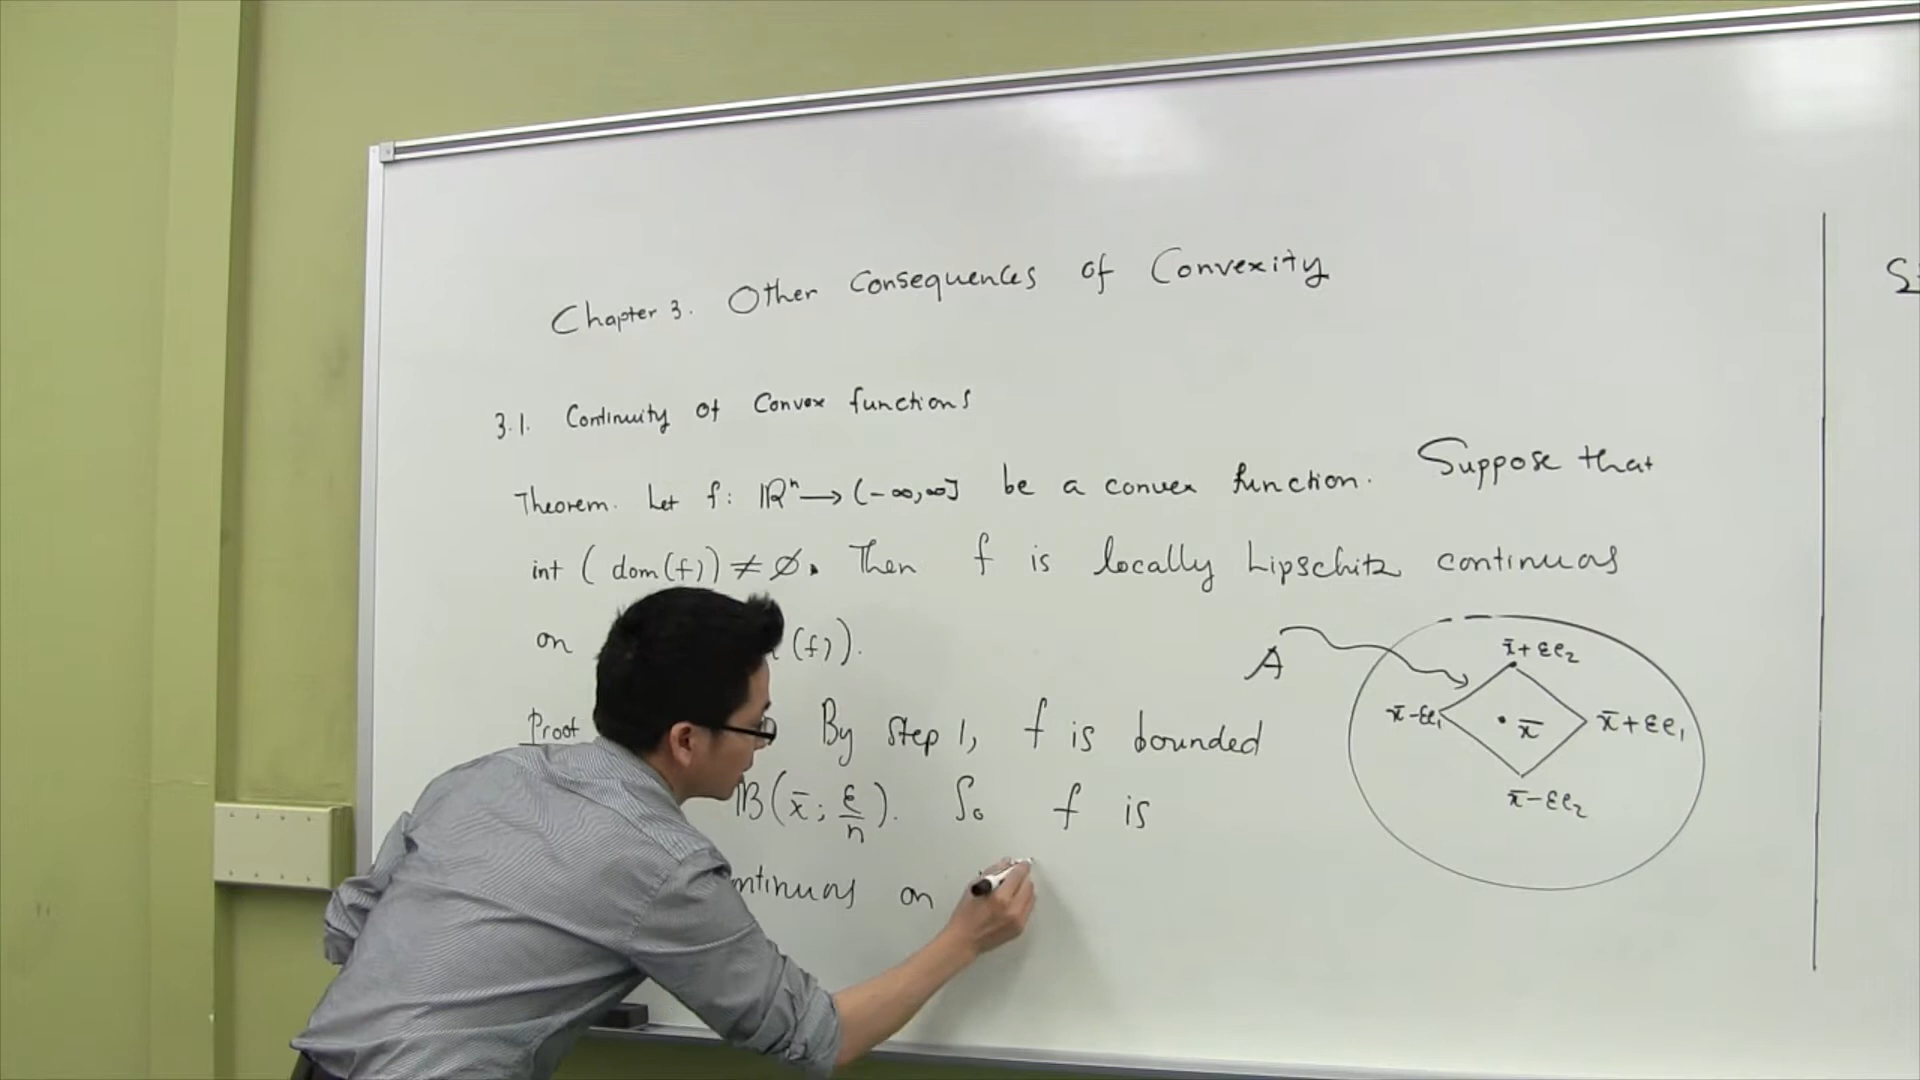 Chapter 3. Other Consequences of Convexity
3.1. Continuity of Convex functions
Theorem. Let f: ℝⁿ → (-∞,∞] be a convex function. Suppose that
int ( dom(f)) ≠ ∅. Then f is locally Lipschitz continuous
on (f)).
Proof By step 1, f is bounded
𝔹(x̄; ε/n). So f is
ntinuous on
A
x̄+εe₂
x̄-εe₁
x̄
x̄+εe₁
x̄-εe₂